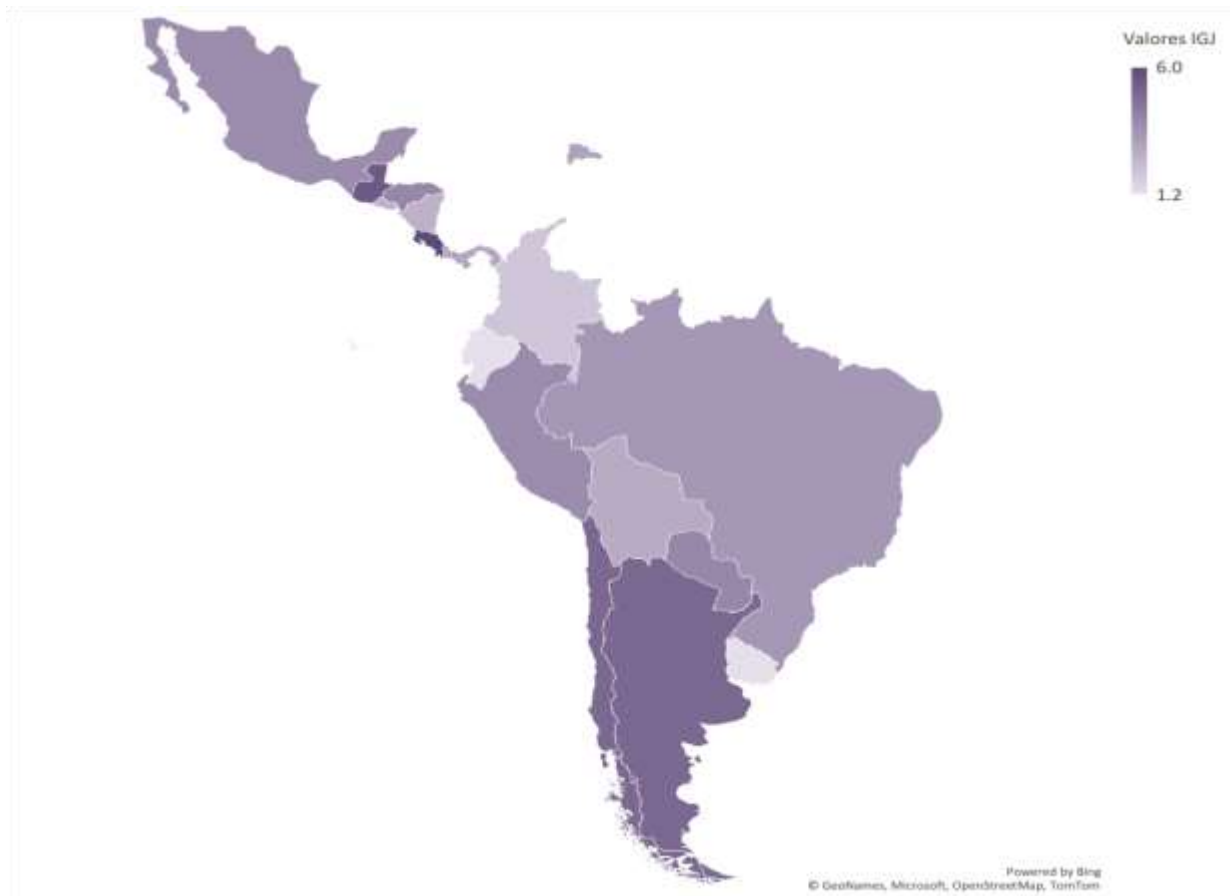 Valores IGJ
6.0
1.2
Powered by Bing
© GeoNames, Microsoft, OpenStreetMap, TomTom